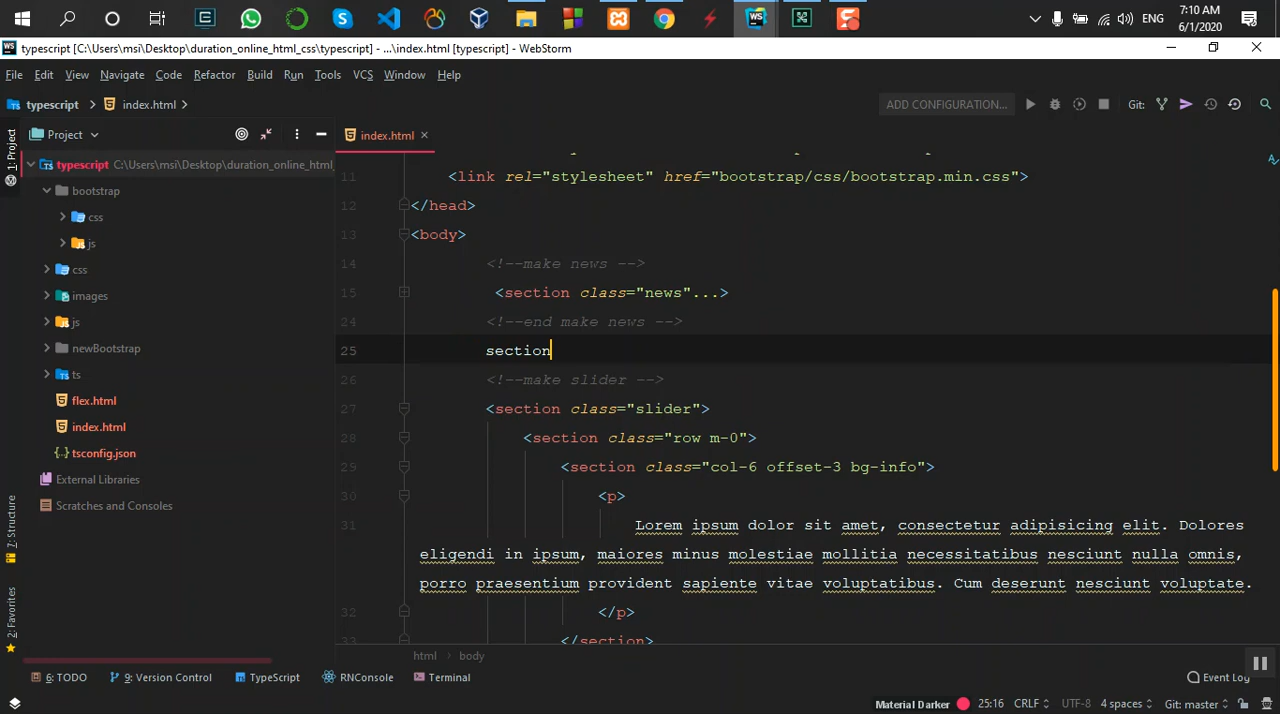 ENG
7:10 AM
6/1/2020
typescript [C:\Users\msi\Desktop\duration_online_html_css\typescript] - ...\index.html [typescript] - WebStorm
File Edit View Navigate Code Refactor Build Run Tools VCS Window Help
typescript index.html
ADD CONFIGURATION... Git:
1: Project
Project
index.html
typescript C:\Users\msi\Desktop\duration_online_html_
bootstrap
css
js
css
images
js
newBootstrap
ts
flex.html
index.html
tsconfig.json
External Libraries
Scratches and Consoles
7: Structure
2: Favorites
11 <link rel="stylesheet" href="bootstrap/css/bootstrap.min.css">
12 </head>
13 <body>
14 <!--make news -->
15 <section class="news"...>
24 <!--end make news -->
25 section
26 <!--make slider -->
27 <section class="slider">
28 <section class="row m-0">
29 <section class="col-6 offset-3 bg-info">
30 <p>
31 Lorem ipsum dolor sit amet, consectetur adipisicing elit. Dolores
eligendi in ipsum, maiores minus molestiae mollitia necessitatibus nesciunt nulla omnis,
porro praesentium provident sapiente vitae voluptatibus. Cum deserunt nesciunt voluptate.
32 </p>
33 </section>
html body
6: TODO 9: Version Control TypeScript RNConsole Terminal Event Log
Material Darker 25:16 CRLF UTF-8 4 spaces Git: master